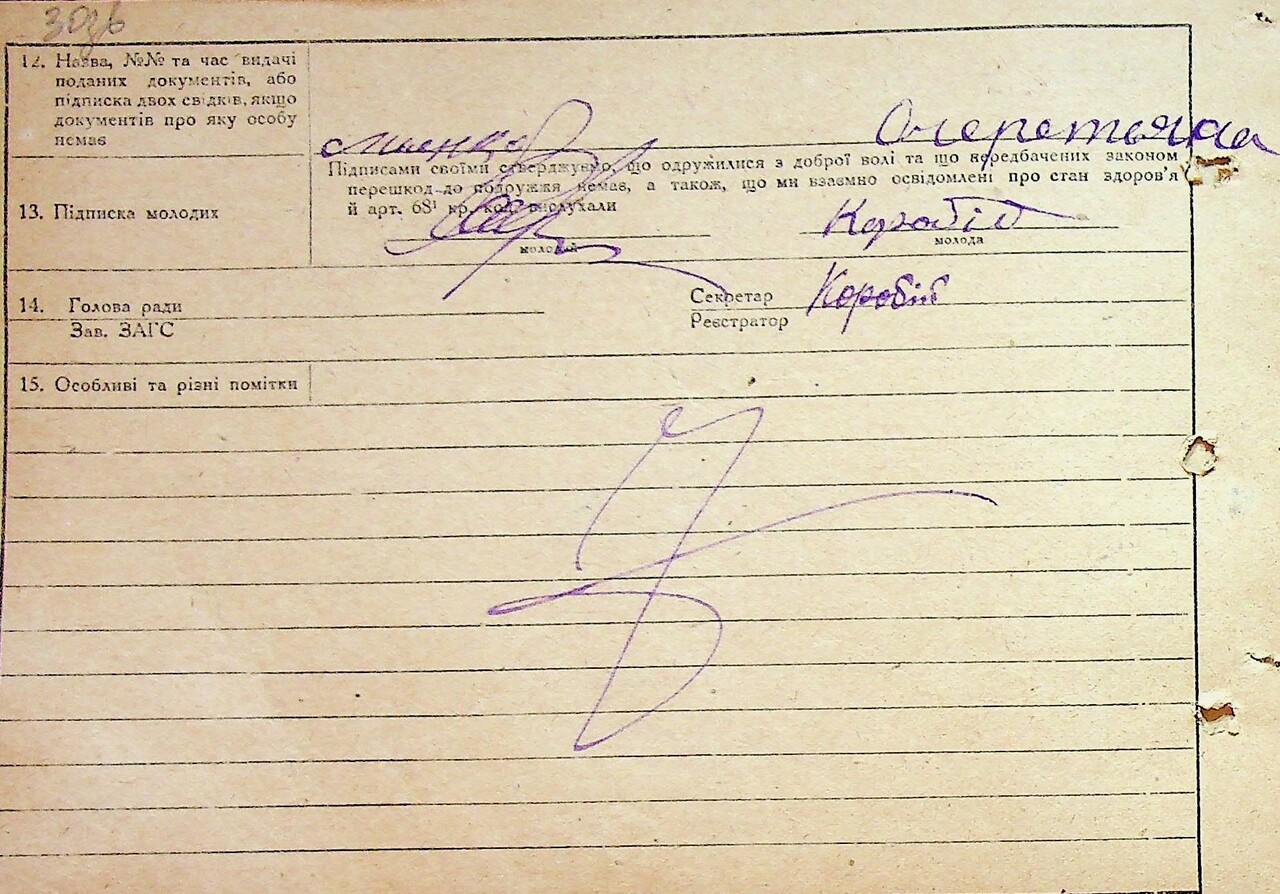 12. Назва, №№ та час видачі
поданих документів, або
підписка двох свідків, якщо
документів про яку особу
немає
Очеретяна
Підписами своїми стверджуємо, що одружилися з доброї волі та що передбачених законом
перешкод до подружжя немає, а також, що ми взаємно освідомлені про стан здоров'я
й арт. 68¹ кр. код. вислухали
13. Підписка молодих
Коробій
молодий
молода
14. Голова ради
Зав. ЗАГС
Секретар
Реєстратор
Коробій
15. Особливі та різні помітки